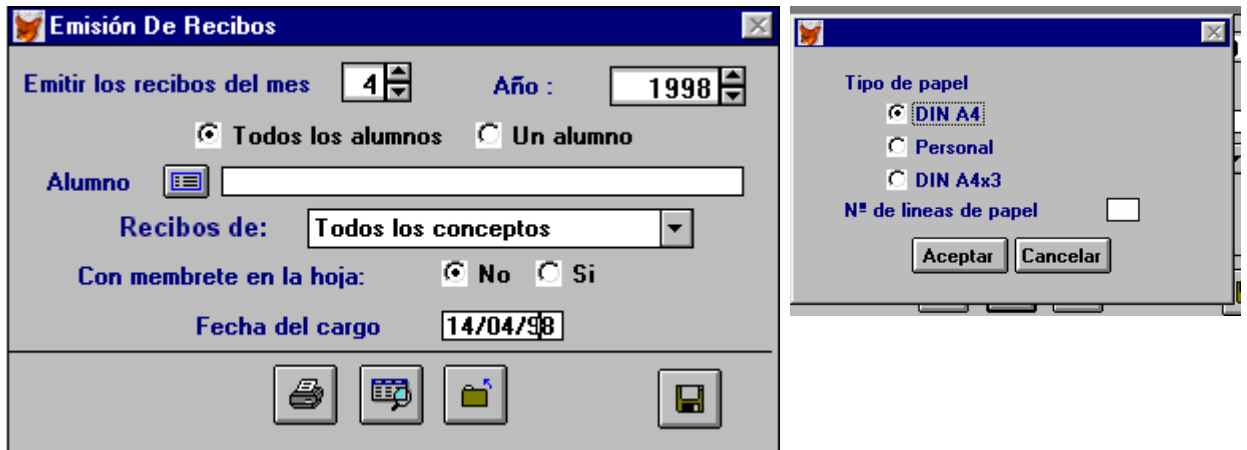 Emisión De Recibos
Emitir los recibos del mes 4 Año : 1998
Todos los alumnos Un alumno
Alumno
Recibos de: Todos los conceptos
Con membrete en la hoja: No Si
Fecha del cargo 14/04/98
Tipo de papel
DIN A4
Personal
DIN A4x3
Nº de lineas de papel
Aceptar Cancelar